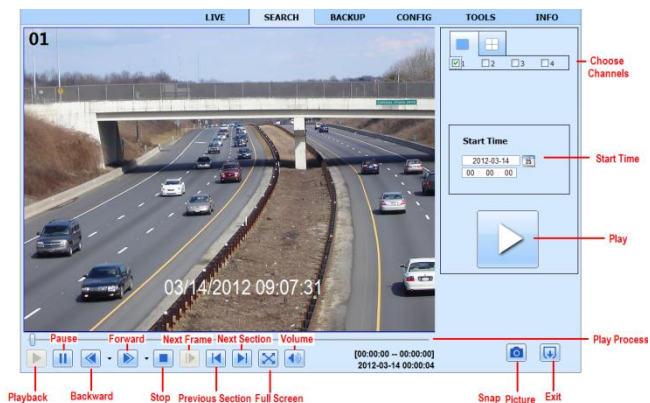 LIVE SEARCH BACKUP CONFIG TOOLS INFO
01
1 2 3 4
Choose
Channels
Start Time
2012-03-14
00 00 00
Start Time
Play
03/14/2012 09:07:31
Play Process
Pause Forward Next Frame Next Section Volume
[00:00:00 -- 00:00:00]
2012-03-14 00:00:04
Playback Backward Stop Previous Section Full Screen Snap Picture Exit